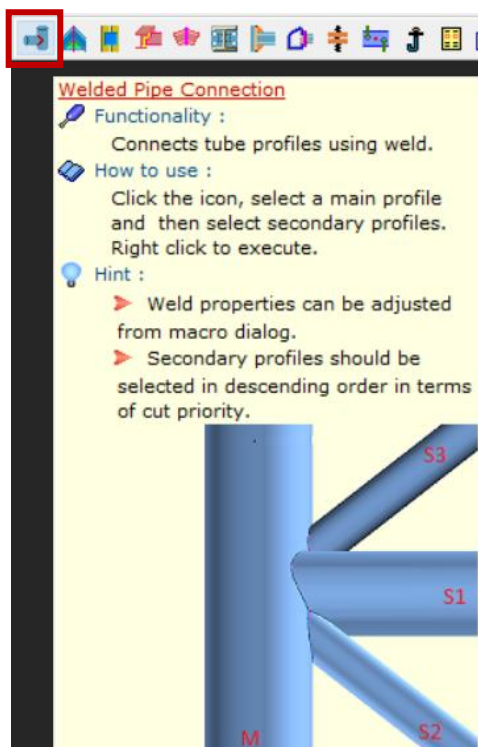 Welded Pipe Connection
Functionality :
Connects tube profiles using weld.
How to use :
Click the icon, select a main profile
and then select secondary profiles.
Right click to execute.
Hint :
Weld properties can be adjusted
from macro dialog.
Secondary profiles should be
selected in descending order in terms
of cut priority.
S3
S1
S2
M